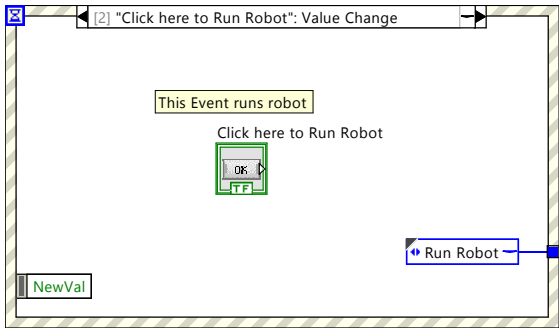 [2] "Click here to Run Robot": Value Change
This Event runs robot
Click here to Run Robot
OK
TF
Run Robot
NewVal